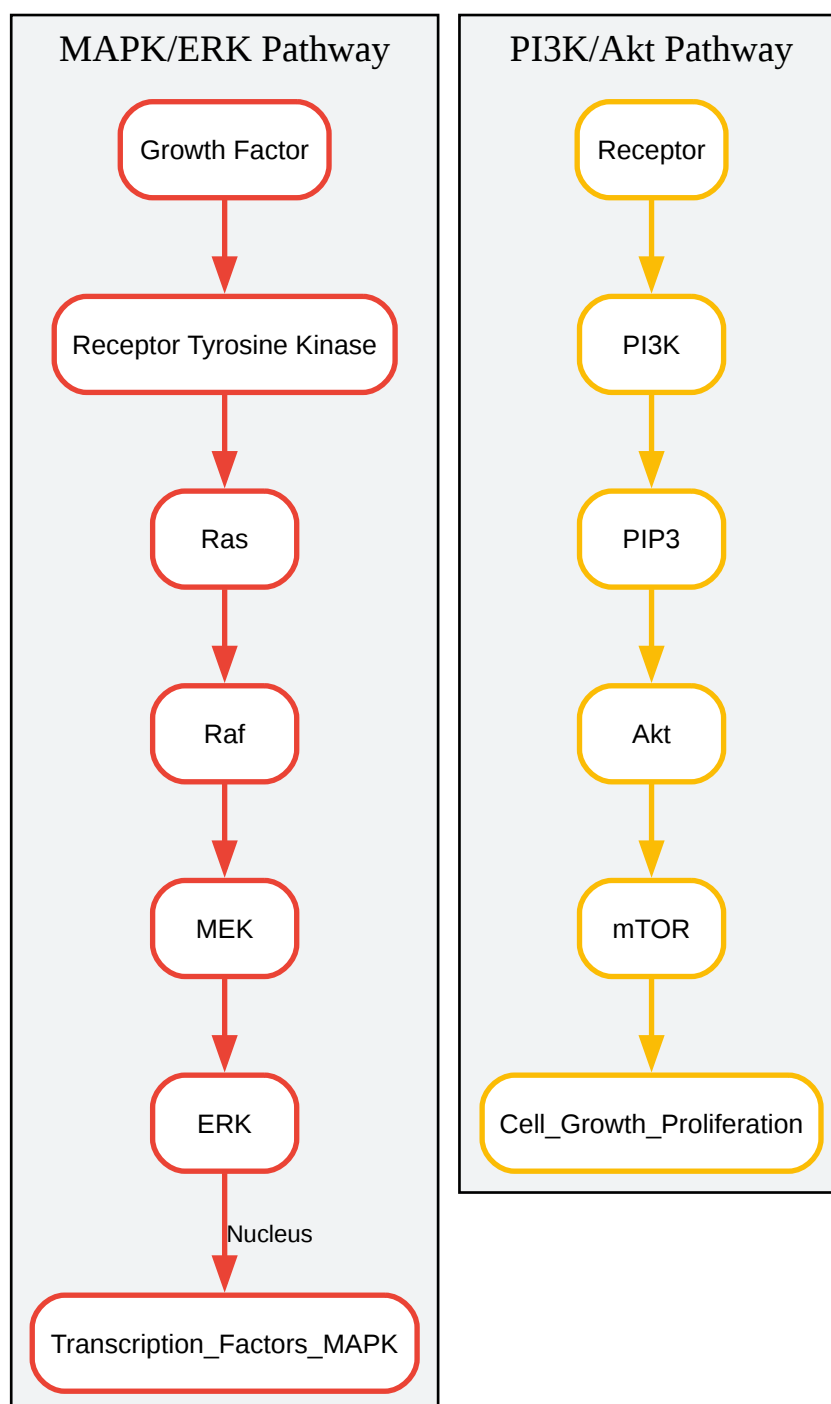 MAPK/ERK Pathway
Growth Factor
Receptor Tyrosine Kinase
Ras
Raf
MEK
ERK
Nucleus
Transcription_Factors_MAPK
PI3K/Akt Pathway
Receptor
PI3K
PIP3
Akt
mTOR
Cell_Growth_Proliferation